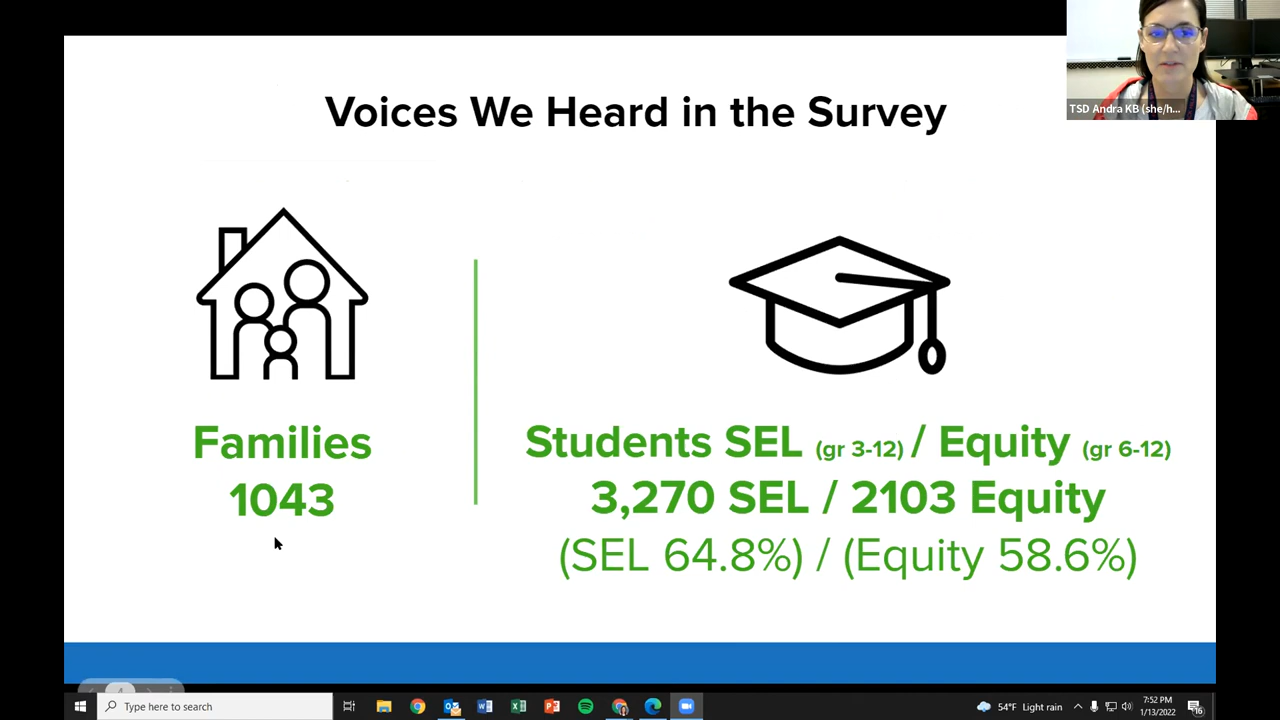 Voices We Heard in the Survey
TSD Andra KB (she/h...
Families
1043
Students SEL (gr 3-12) / Equity (gr 6-12)
3,270 SEL / 2103 Equity
(SEL 64.8%) / (Equity 58.6%)
Type here to search
54°F Light rain
7:52 PM
1/13/2022